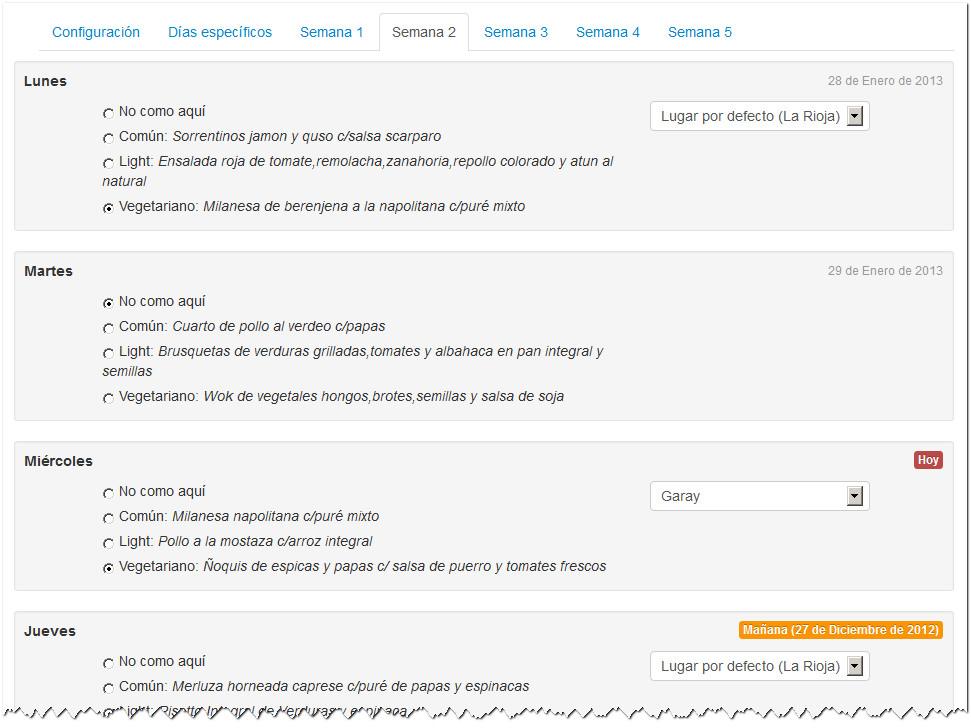 Configuración Días específicos Semana 1 Semana 2 Semana 3 Semana 4 Semana 5
Lunes 28 de Enero de 2013
No como aquí Lugar por defecto (La Rioja)
Común: Sorrentinos jamon y quso c/salsa scarparo
Light: Ensalada roja de tomate,remolacha,zanahoria,repollo colorado y atun al
natural
Vegetariano: Milanesa de berenjena a la napolitana c/puré mixto
Martes 29 de Enero de 2013
No como aquí
Común: Cuarto de pollo al verdeo c/papas
Light: Brusquetas de verduras grilladas,tomates y albahaca en pan integral y
semillas
Vegetariano: Wok de vegetales hongos,brotes,semillas y salsa de soja
Miércoles Hoy
No como aquí Garay
Común: Milanesa napolitana c/puré mixto
Light: Pollo a la mostaza c/arroz integral
Vegetariano: Ñoquis de espicas y papas c/ salsa de puerro y tomates frescos
Jueves Mañana (27 de Diciembre de 2012)
No como aquí Lugar por defecto (La Rioja)
Común: Merluza horneada caprese c/puré de papas y espinacas
Light: Risotto Integral de Verduras y espinaca